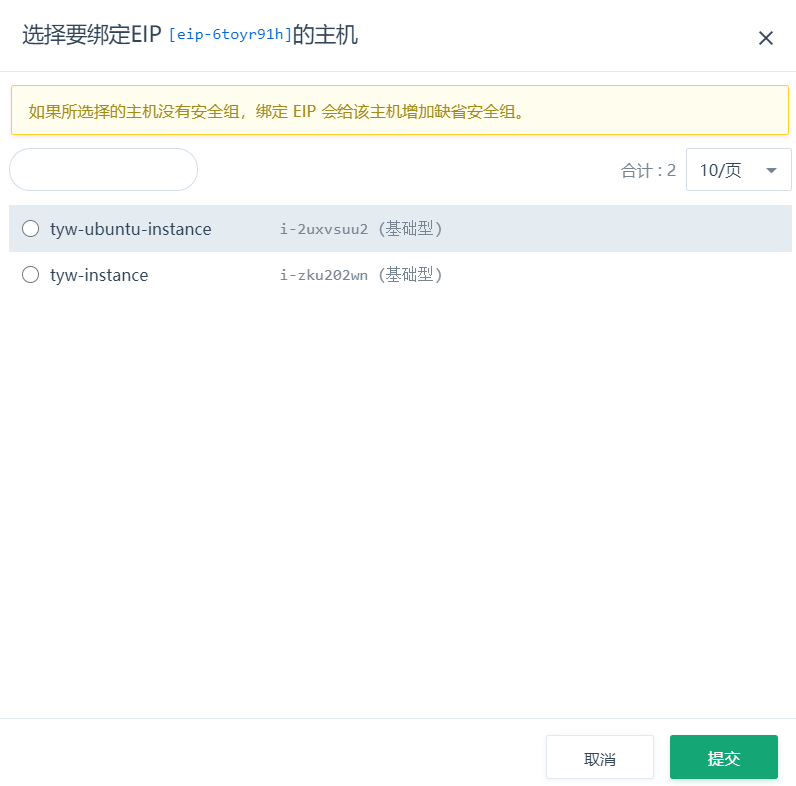 选择要绑定EIP [eip-6toyr91h]的主机
如果所选择的主机没有安全组，绑定 EIP 会给该主机增加缺省安全组。
合计：2 10/页
tyw-ubuntu-instance i-2uxvsuu2 (基础型)
tyw-instance i-zku202wn (基础型)
取消 提交